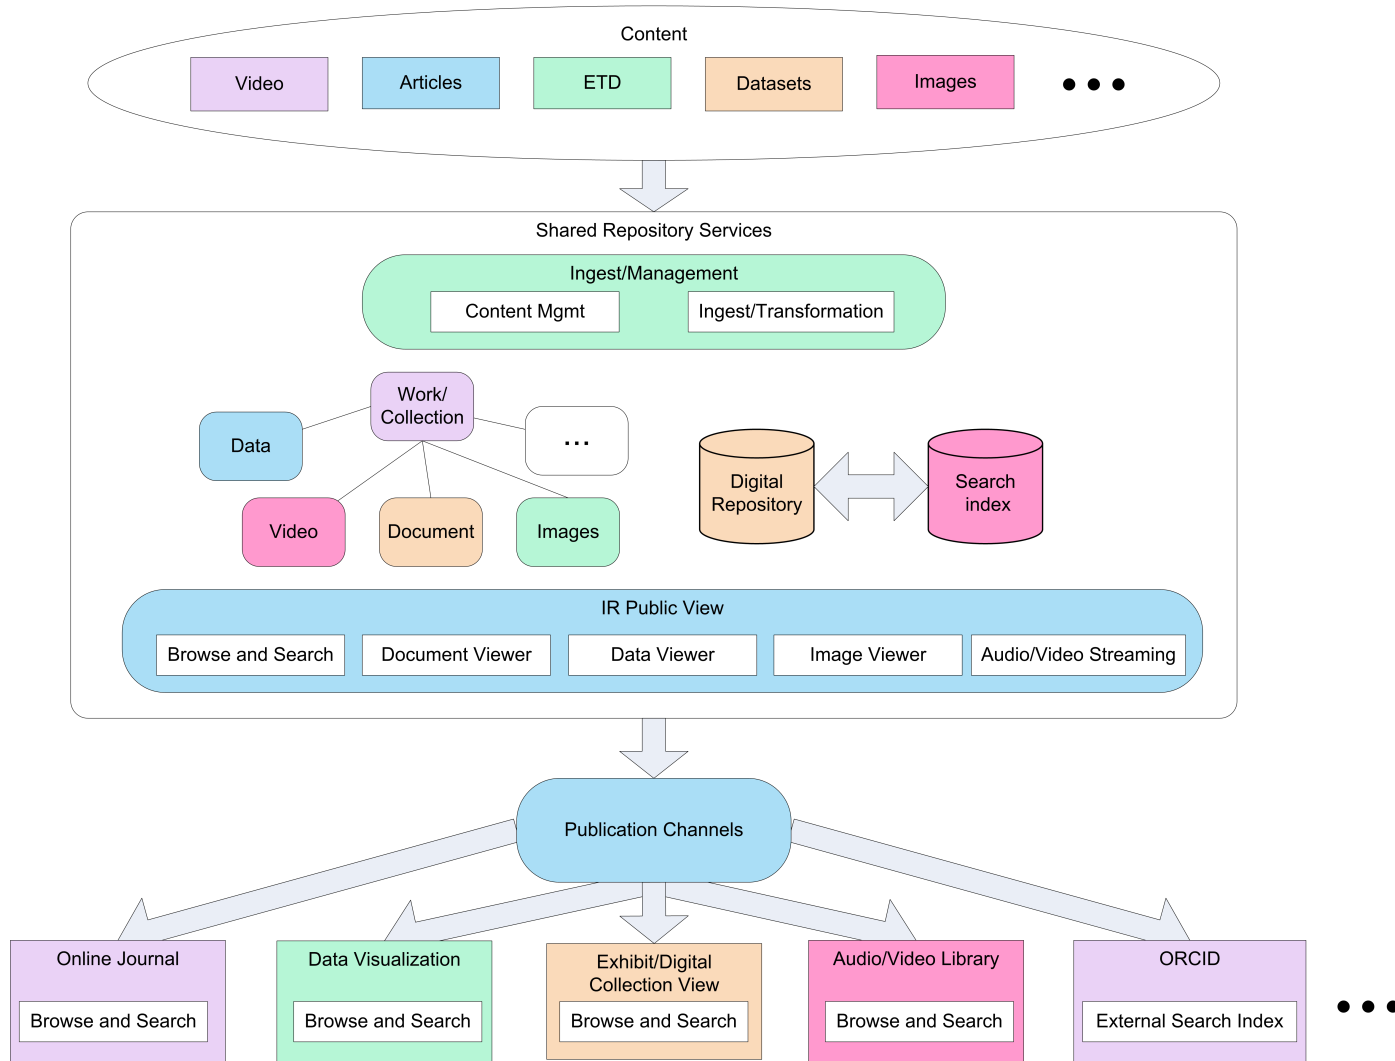 Content
Video
Articles
ETD
Datasets
Images
Shared Repository Services
Ingest/Management
Content Mgmt
Ingest/Transformation
Work/
Collection
Data
...
Video
Document
Images
Digital
Repository
Search
index
IR Public View
Browse and Search
Document Viewer
Data Viewer
Image Viewer
Audio/Video Streaming
Publication Channels
Online Journal
Browse and Search
Data Visualization
Browse and Search
Exhibit/Digital
Collection View
Browse and Search
Audio/Video Library
Browse and Search
ORCID
External Search Index